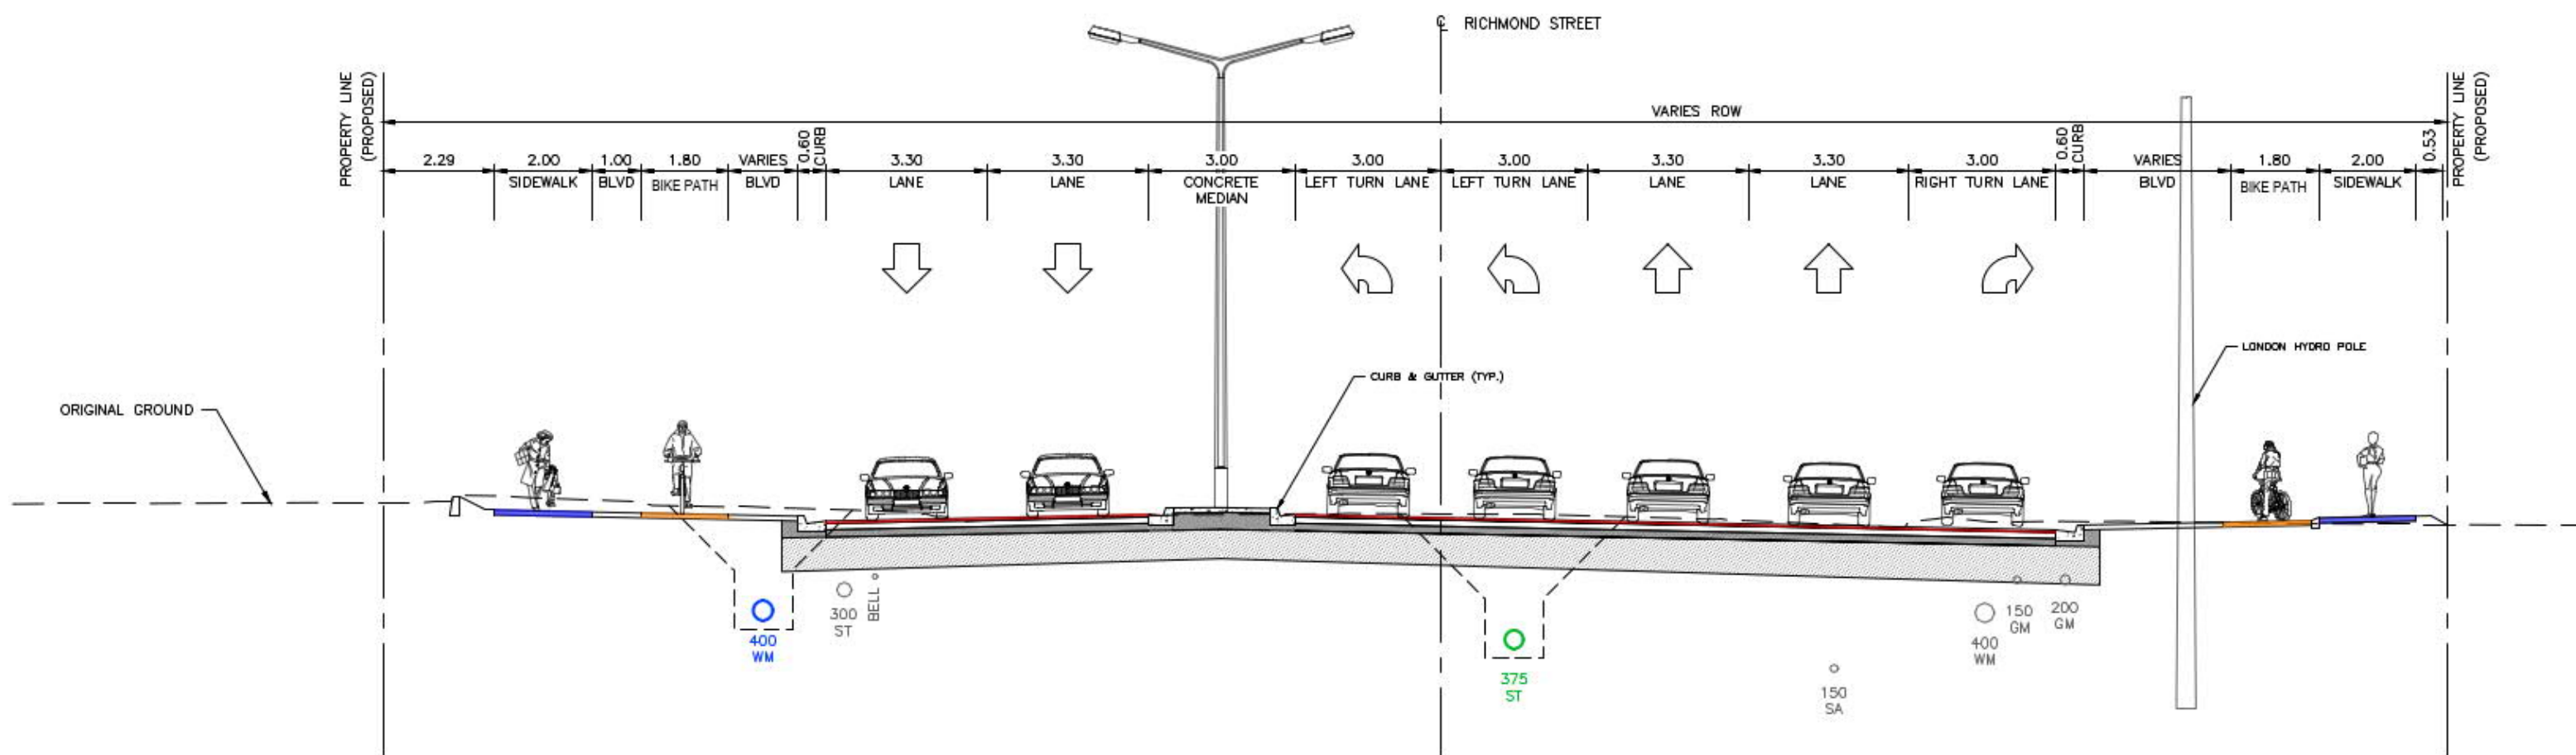 ℄ RICHMOND STREET
PROPERTY LINE
(PROPOSED)
VARIES ROW
PROPERTY LINE
(PROPOSED)
2.29
2.00
SIDEWALK
1.00
BLVD
1.80
BIKE PATH
VARIES
BLVD
0.60
CURB
3.30
LANE
3.30
LANE
3.00
CONCRETE
MEDIAN
3.00
LEFT TURN LANE
3.00
LEFT TURN LANE
3.30
LANE
3.30
LANE
3.00
RIGHT TURN LANE
0.60
CURB
VARIES
BLVD
1.80
BIKE PATH
2.00
SIDEWALK
0.53
LONDON HYDRO POLE
CURB & GUTTER (TYP.)
ORIGINAL GROUND
400
WM
300
ST
BELL
375
ST
150
SA
400
WM
150
GM
200
GM